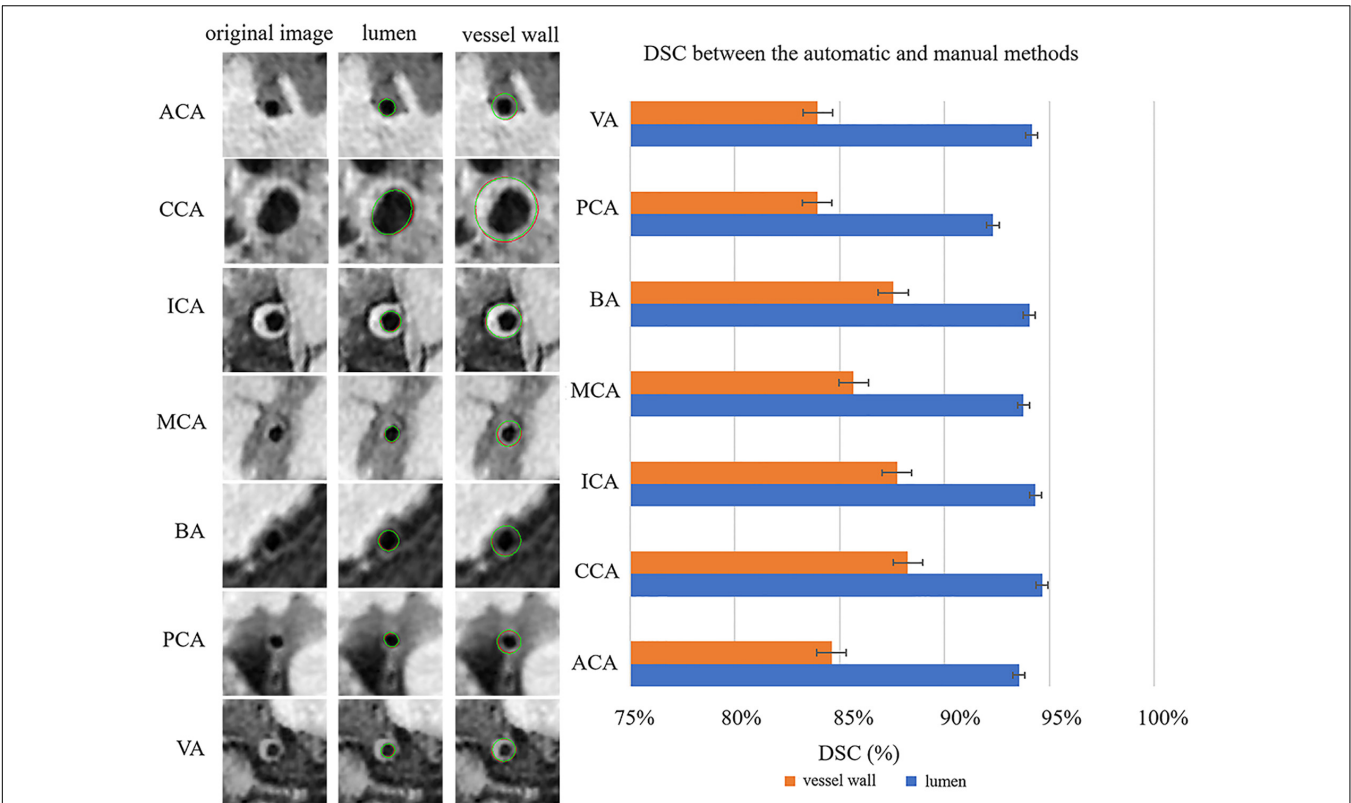 original image lumen vessel wall
ACA
CCA
ICA
MCA
BA
PCA
VA
DSC between the automatic and manual methods
VA
PCA
BA
MCA
ICA
CCA
ACA
75% 80% 85% 90% 95% 100%
DSC (%)
vessel wall lumen